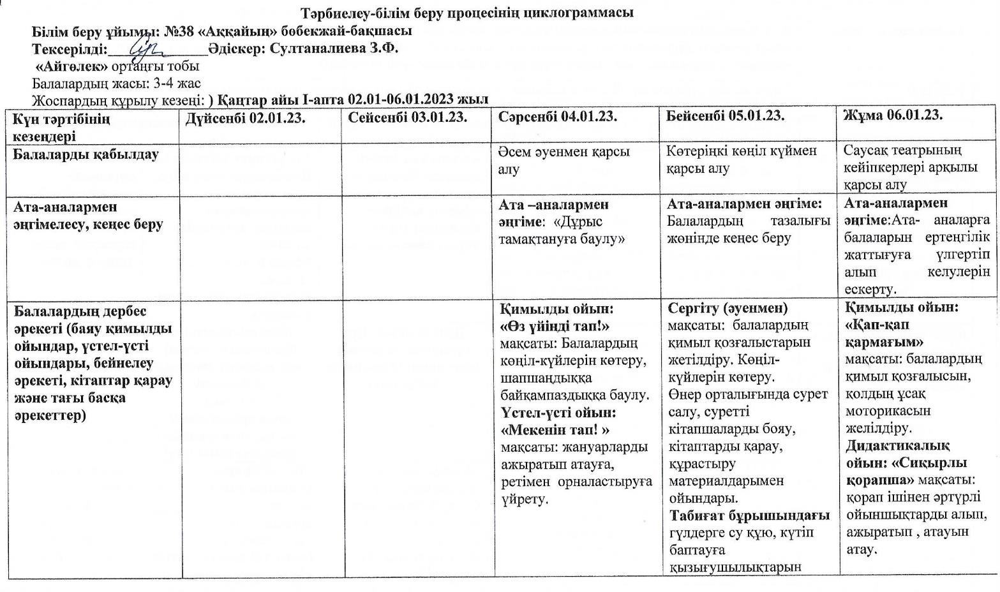 Тәрбиелеу-білім беру процесінің циклограммасы
Білім беру ұйымы: №38 «Аққайың» бөбекжай-бақшасы
Тексерілді:______________Әдіскер: Султаналиева З.Ф.
«Айгөлек» ортаңғы тобы
Балалардың жасы: 3-4 жас
Жоспардың құрылу кезеңі: ) Қаңтар айы I-апта 02.01-06.01.2023 жыл
Күн тәртібінің
кезеңдері
Дүйсенбі 02.01.23.
Сейсенбі 03.01.23.
Сәрсенбі 04.01.23.
Бейсенбі 05.01.23.
Жұма 06.01.23.
Балаларды қабылдау
Әсем әуенмен қарсы
алу
Көтеріңкі көңіл күймен
қарсы алу
Саусақ театрының
кейіпкерлері арқылы
қарсы алу
Ата-аналармен
әңгімелесу, кеңес беру
Ата –аналармен
әңгіме: «Дұрыс
тамақтануға баулу»
Ата-аналармен әңгіме:
Балалардың тазалығы
жөнінде кеңес беру
Ата-аналармен
әңгіме:Ата- аналарға
балаларын ертеңгілік
жаттығуға үлгертіп
алып келулерін
ескерту.
Балалардың дербес
әрекеті (баяу қимылды
ойындар, үстел-үсті
ойындары, бейнелеу
әрекеті, кітаптар қарау
және тағы басқа
әрекеттер)
Қимылды ойын:
«Өз үйіңді тап!»
мақсаты: Балалардың
көңіл-күйлерін көтеру,
шапшаңдыққа
байқампаздыққа баулу.
Үстел-үсті ойын:
«Мекенін тап! »
мақсаты: жануарларды
ажыратып атауға,
ретімен орналастыруға
үйрету.
Сергіту (әуенмен)
мақсаты: балалардың
қимыл қозғалыстарын
жетілдіру. Көңіл-
күйлерін көтеру.
Өнер орталығында сурет
салу, суретті
кітапшаларды бояу,
кітаптарды қарау,
құрастыру
материалдарымен
ойындары.
Табиғат бұрышындағы
гүлдерге су құю, күтіп
баптауға
қызығушылықтарын
Қимылды ойын:
«Қап-қап
қармағым»
мақсаты: балалардың
қимыл қозғалысын,
қолдың ұсақ
моторикасын
желілдіру.
Дидактикалық
ойын: «Сиқырлы
қорапша» мақсаты:
қорап ішінен әртүрлі
ойыншықтарды алып,
ажыратып , атауын
атау.